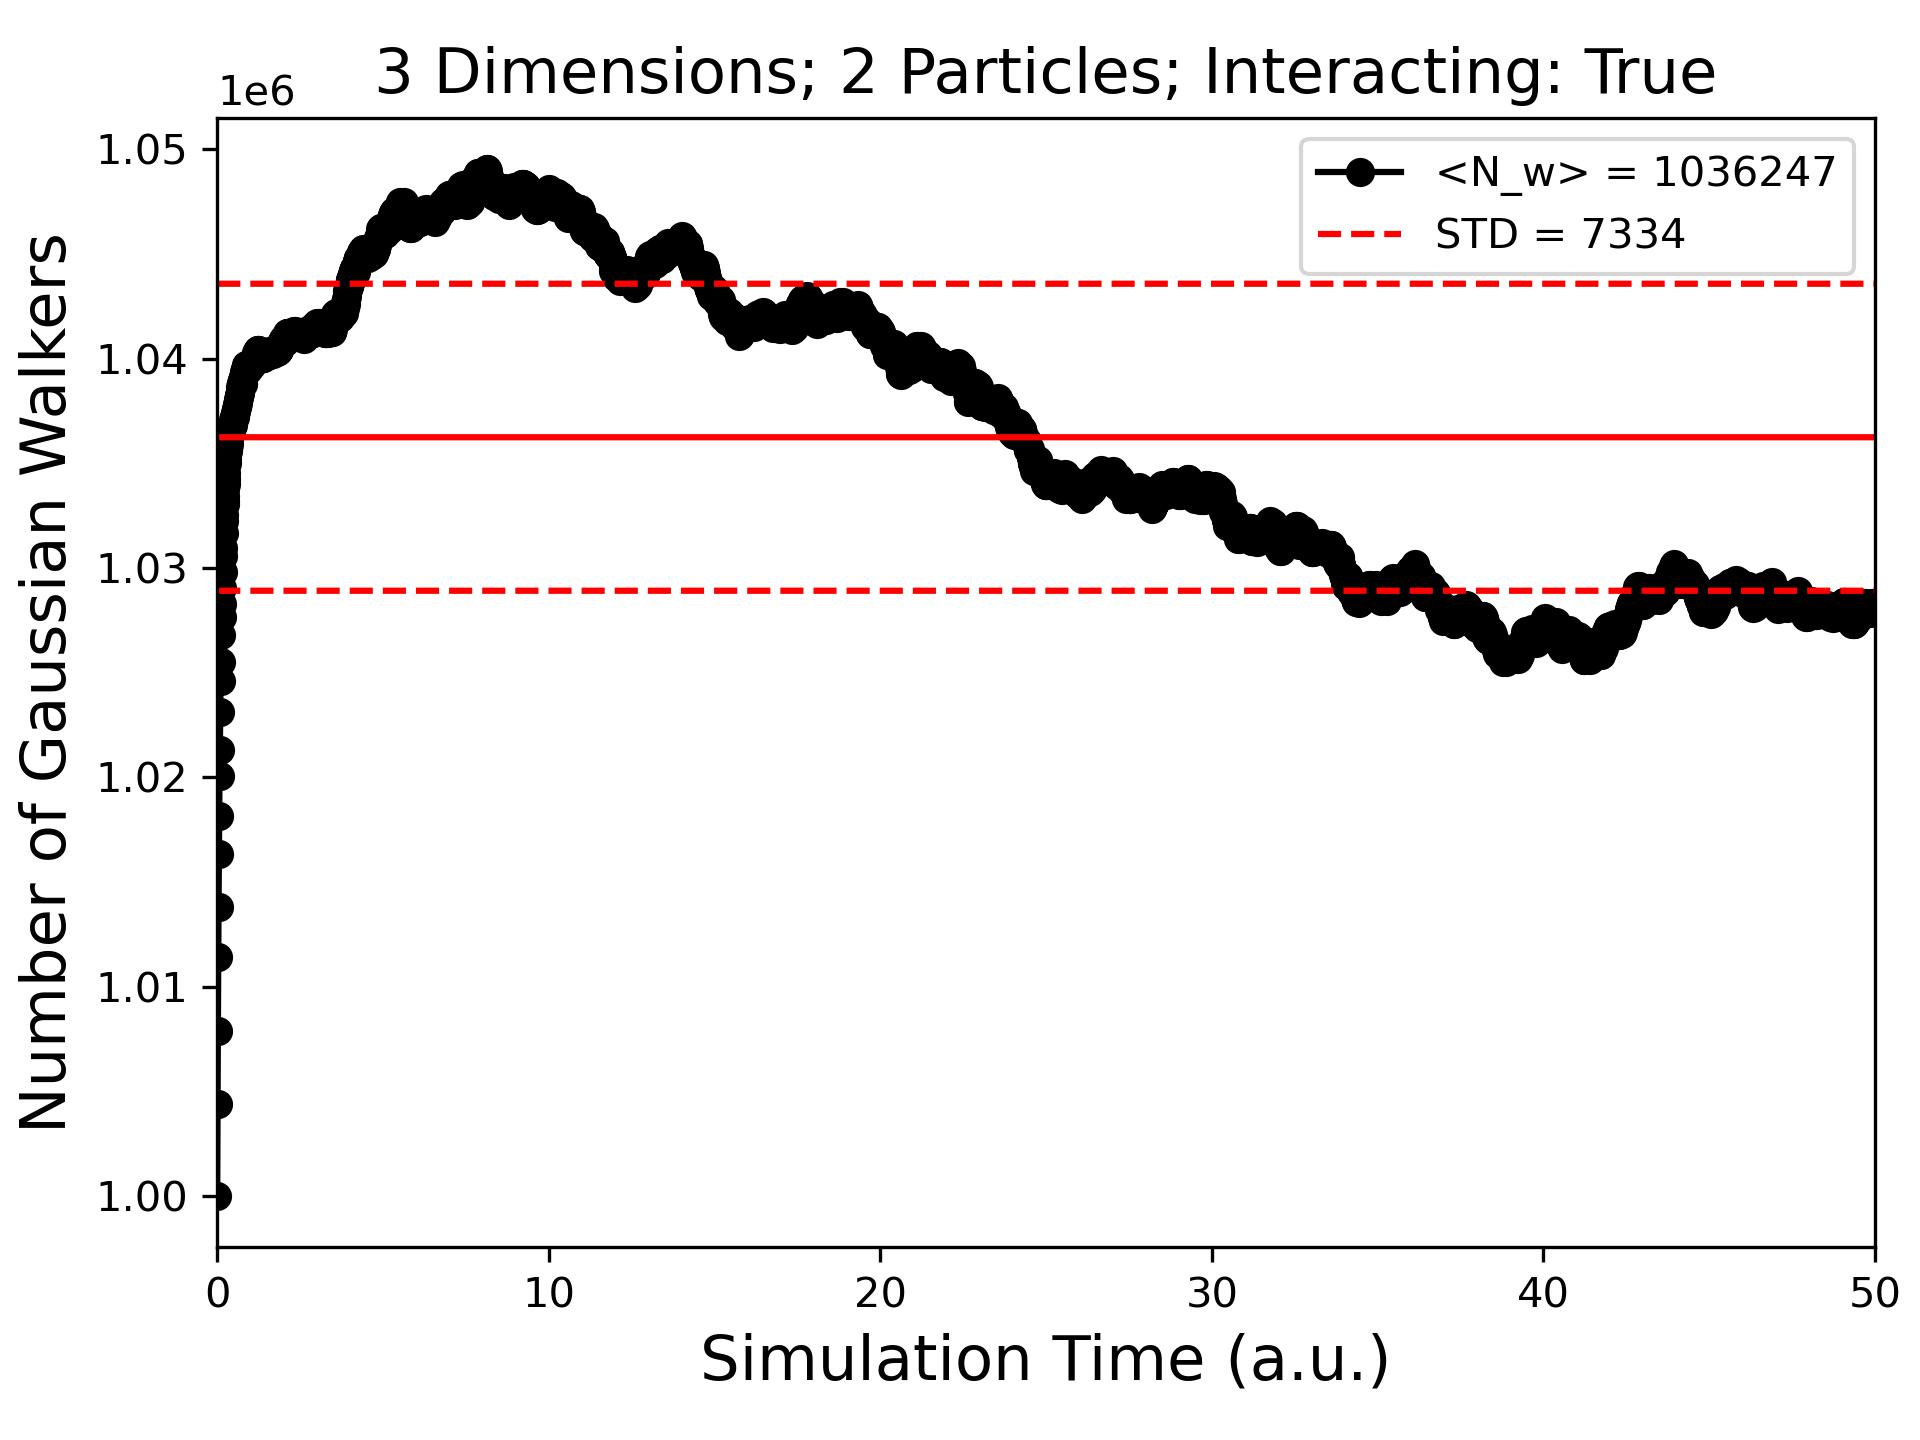 3 Dimensions; 2 Particles; Interacting: True
1e6
<N_w> = 1036247
STD = 7334
1.05
1.04
1.03
1.02
1.01
1.00
Number of Gaussian Walkers
0 10 20 30 40 50
Simulation Time (a.u.)